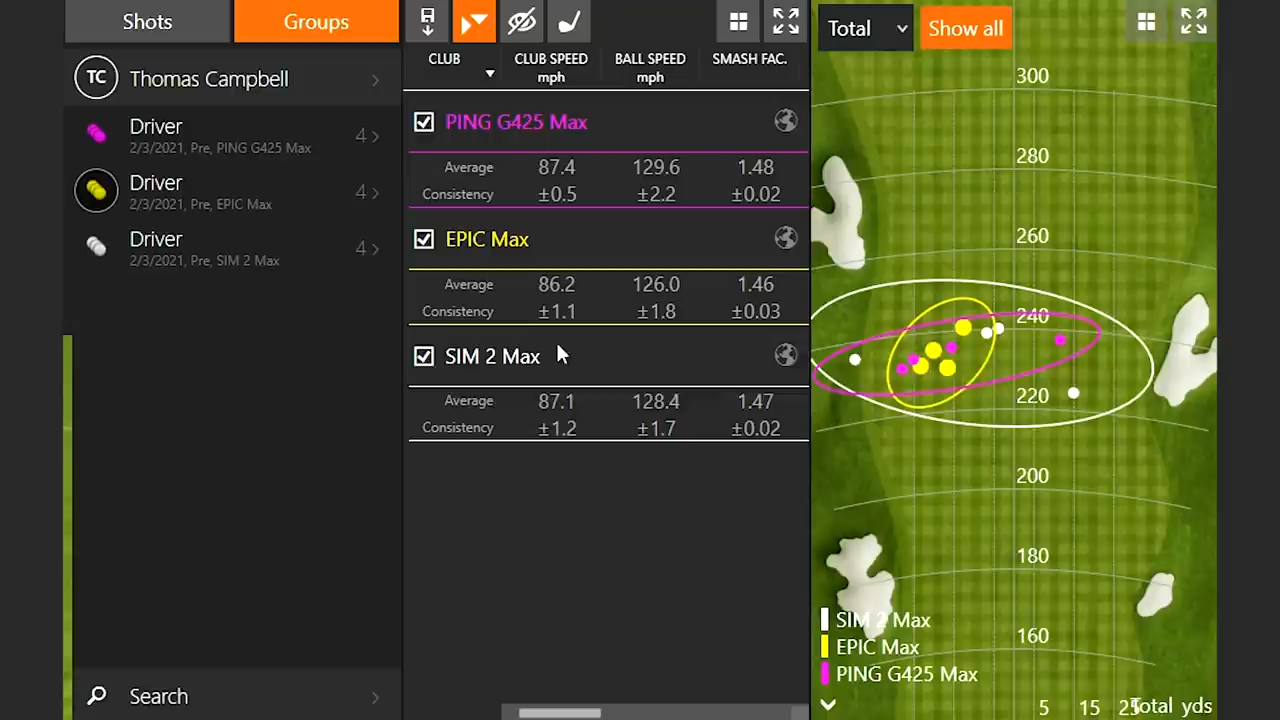 Shots
Groups
TC
Thomas Campbell
Driver
2/3/2021, Pre, PING G425 Max
4
Driver
2/3/2021, Pre, EPIC Max
4
Driver
2/3/2021, Pre, SIM 2 Max
4
Search
CLUB
CLUB SPEED
mph
BALL SPEED
mph
SMASH FAC.
PING G425 Max
Average 87.4 129.6 1.48
Consistency ±0.5 ±2.2 ±0.02
EPIC Max
Average 86.2 126.0 1.46
Consistency ±1.1 ±1.8 ±0.03
SIM 2 Max
Average 87.1 128.4 1.47
Consistency ±1.2 ±1.7 ±0.02
Total
Show all
300
280
260
240
220
200
180
160
SIM 2 Max
EPIC Max
PING G425 Max
5 15 25
Total yds